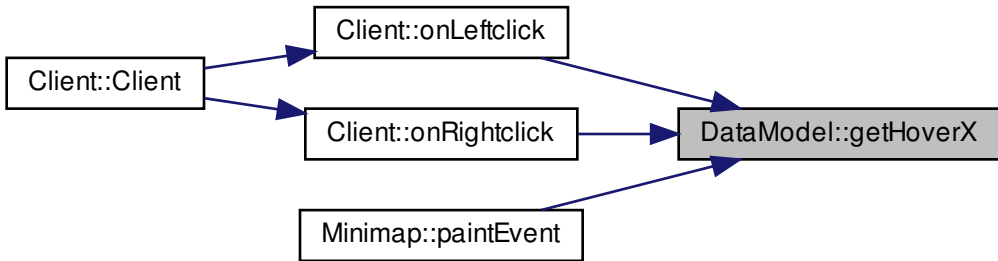 Client::onLeftclick
Client::Client
Client::onRightclick
DataModel::getHoverX
Minimap::paintEvent